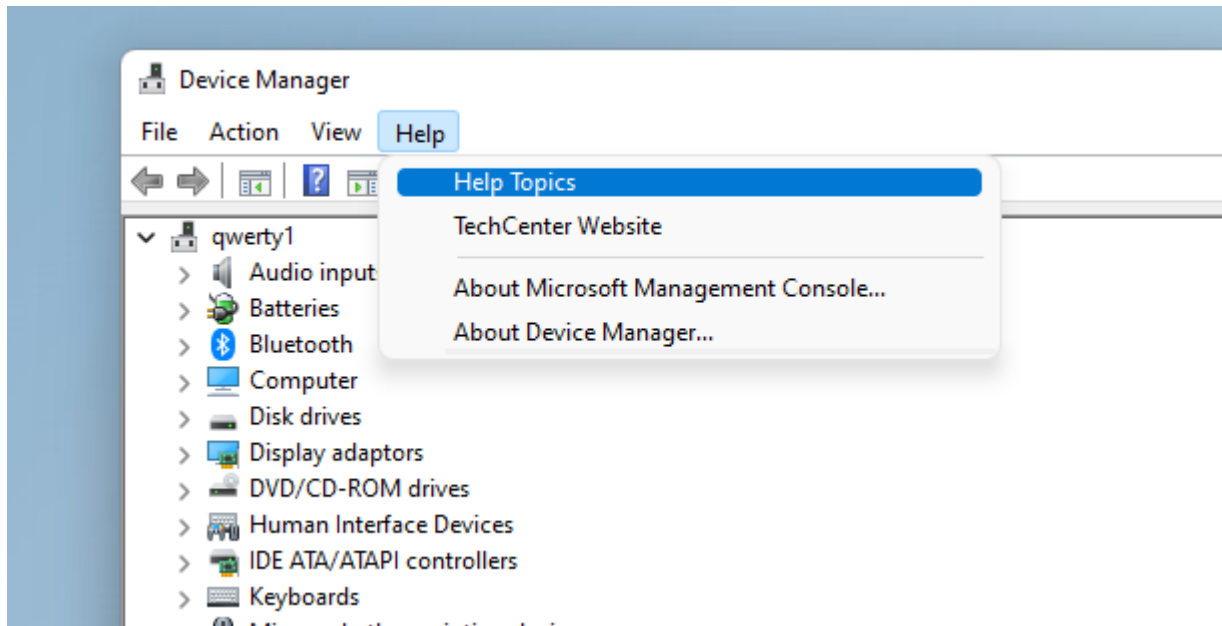 Device Manager
File Action View Help
Help Topics
TechCenter Website
About Microsoft Management Console...
About Device Manager...
qwerty1
Audio input
Batteries
Bluetooth
Computer
Disk drives
Display adaptors
DVD/CD-ROM drives
Human Interface Devices
IDE ATA/ATAPI controllers
Keyboards